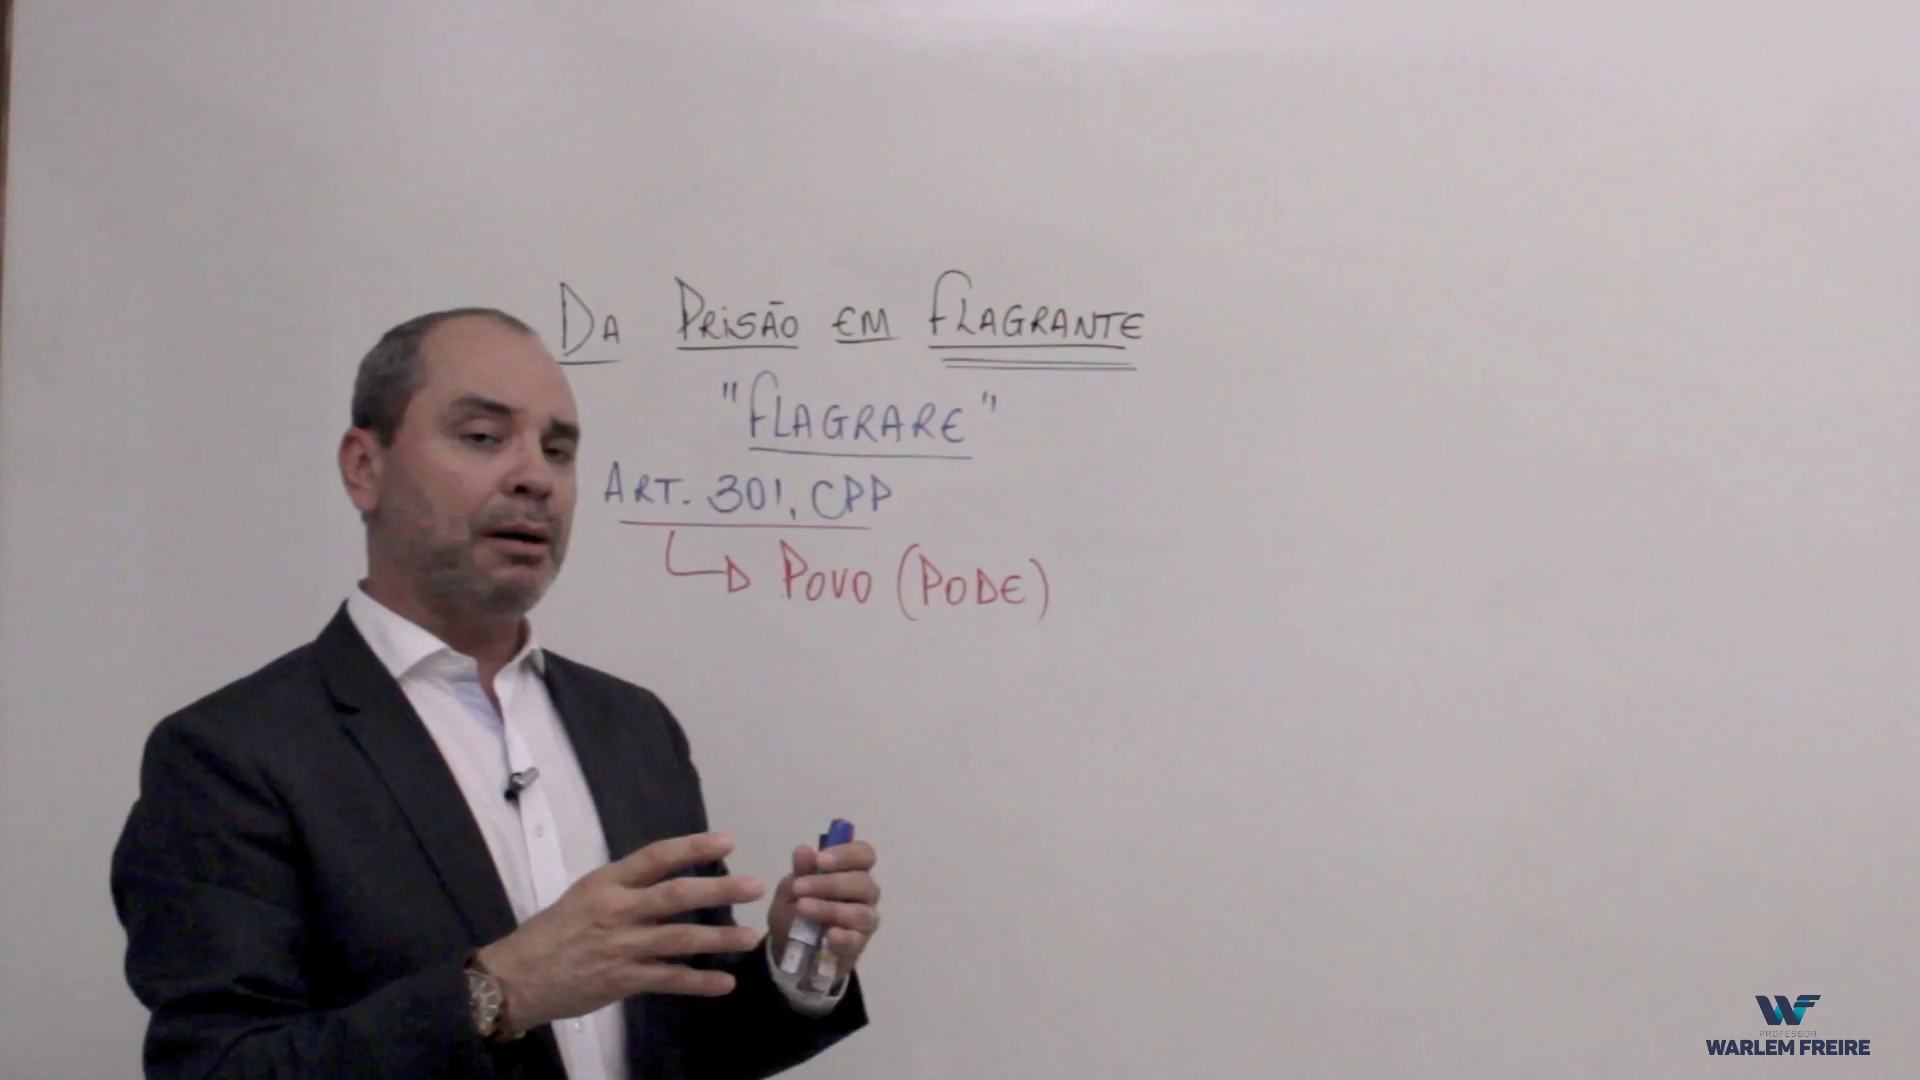 Da Prisão em Flagrante
"Flagrare"
Art. 301, CPP
Povo (Pode)
PROFESSOR
WARLEM FREIRE